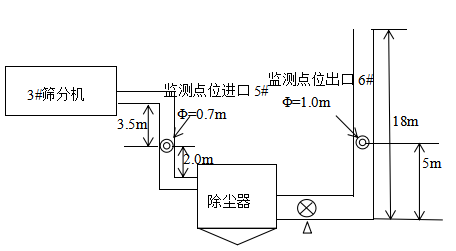 监测点位进口 5#
监测点位出口 6#
3#筛分机
Φ=0.7m
Φ=1.0m
3.5m
18m
2.0m
5m
除尘器